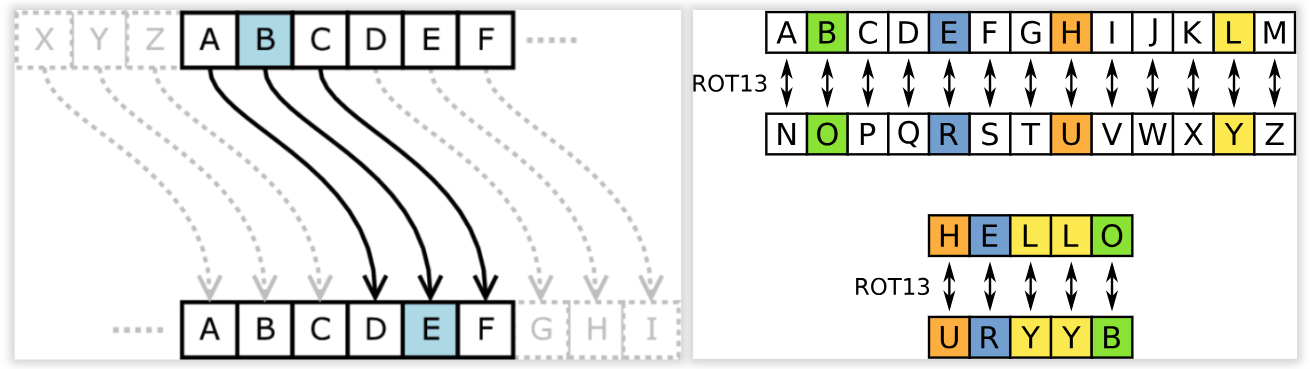 X Y Z A B C D E F
A B C D E F G H I
A B C D E F G H I J K L M
ROT13
N O P Q R S T U V W X Y Z
H E L L O
ROT13
U R Y Y B